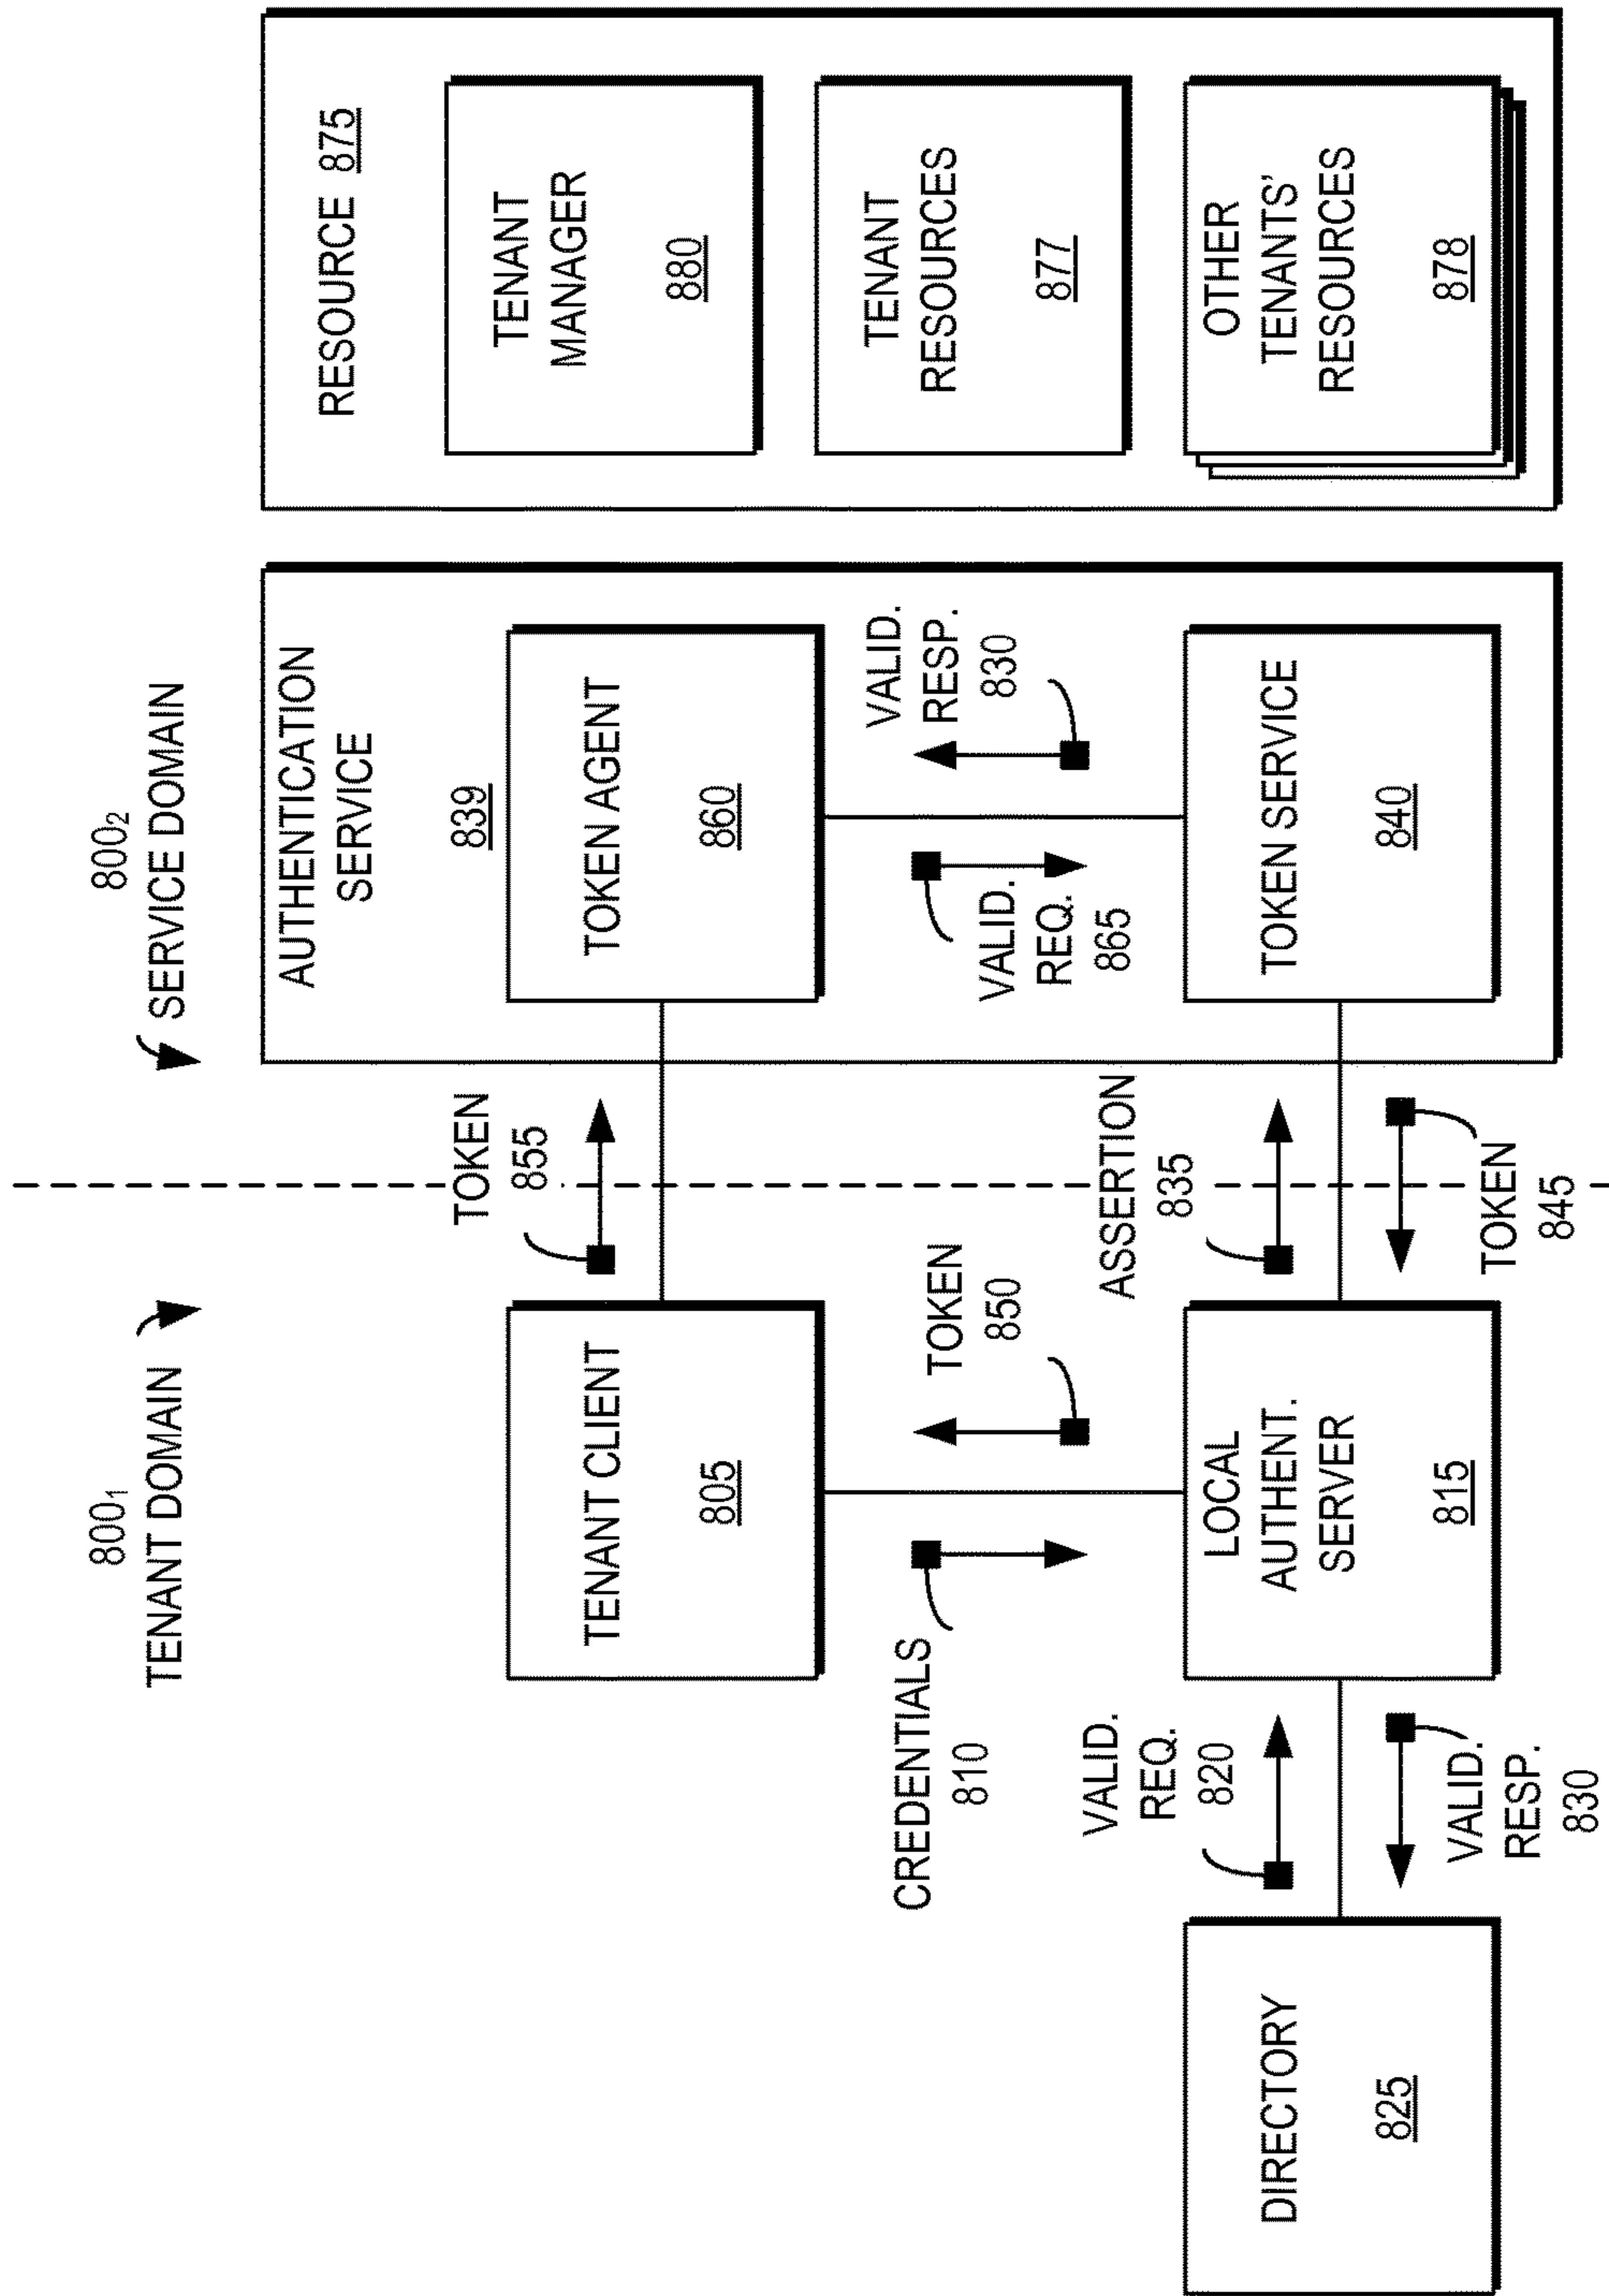 800₁
TENANT DOMAIN
800₂
SERVICE DOMAIN
TENANT CLIENT
805
TOKEN
855
AUTHENTICATION
SERVICE
839
TOKEN AGENT
860
RESOURCE 875
TENANT
MANAGER
880
CREDENTIALS
810
TOKEN
850
VALID.
REQ.
865
VALID.
RESP.
830
TENANT
RESOURCES
877
DIRECTORY
825
VALID.
REQ.
820
VALID.
RESP.
830
LOCAL
AUTHENT.
SERVER
815
ASSERTION
835
TOKEN
845
TOKEN SERVICE
840
OTHER
TENANTS'
RESOURCES
878